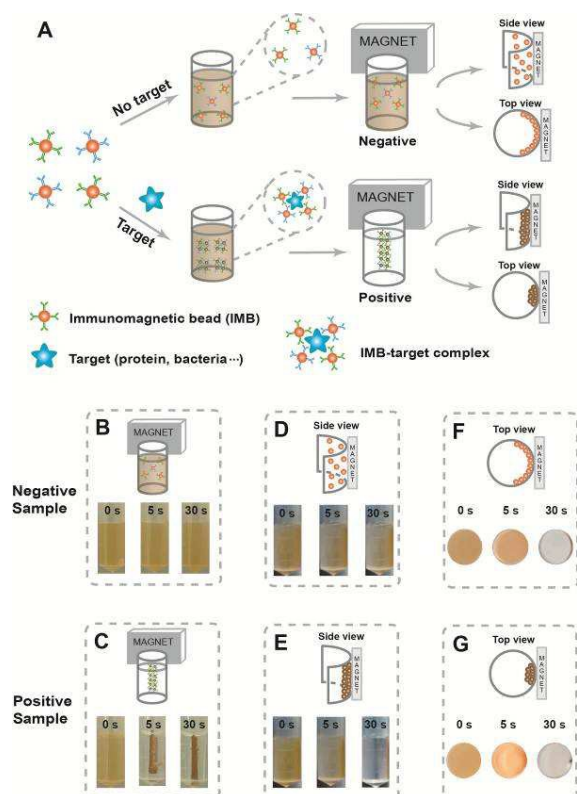 A
No target
Target
MAGNET
Negative
Side view
MAGNET
Top view
MAGNET
MAGNET
Positive
Side view
MAGNET
Top view
MAGNET
Immunomagnetic bead (IMB)
Target (protein, bacteria···)
IMB-target complex
Negative
Sample
B
MAGNET
0 s 5 s 30 s
D
Side view
MAGNET
0 s 5 s 30 s
F
Top view
MAGNET
0 s 5 s 30 s
Positive
Sample
C
MAGNET
0 s 5 s 30 s
E
Side view
MAGNET
0 s 5 s 30 s
G
Top view
MAGNET
0 s 5 s 30 s